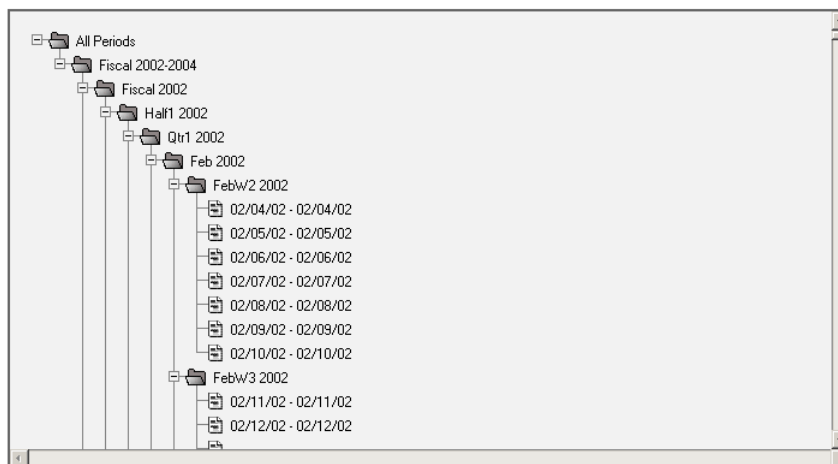 All Periods
Fiscal 2002-2004
Fiscal 2002
Half1 2002
Qtr1 2002
Feb 2002
FebW2 2002
02/04/02 - 02/04/02
02/05/02 - 02/05/02
02/06/02 - 02/06/02
02/07/02 - 02/07/02
02/08/02 - 02/08/02
02/09/02 - 02/09/02
02/10/02 - 02/10/02
FebW3 2002
02/11/02 - 02/11/02
02/12/02 - 02/12/02